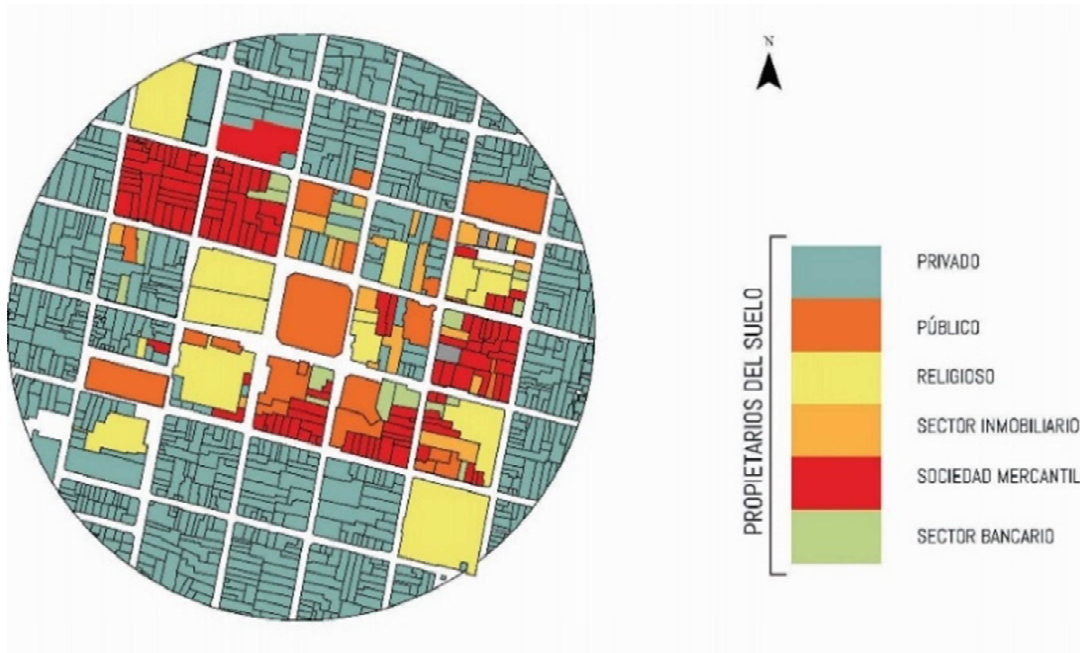 N
PROPIETARIOS DEL SUELO
PRIVADO
PÚBLICO
RELIGIOSO
SECTOR INMOBILIARIO
SOCIEDAD MERCANTIL
SECTOR BANCARIO